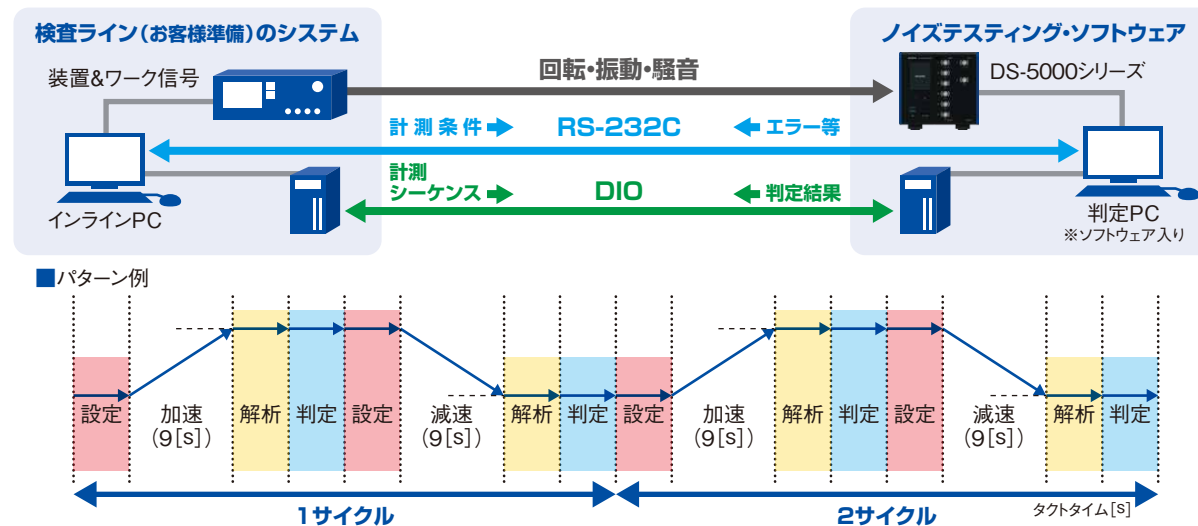 検査ライン(お客様準備)のシステム
ノイズテスティング・ソフトウェア
装置&ワーク信号
回転・振動・騒音
DS-5000シリーズ
計測条件
RS-232C
エラー等
計測
シーケンス
DIO
判定結果
インラインPC
判定PC
※ソフトウェア入り
パターン例
設定
加速
(9[s])
解析
判定
設定
減速
(9[s])
解析
判定
設定
加速
(9[s])
解析
判定
設定
減速
(9[s])
解析
判定
1サイクル
2サイクル
タクトタイム[s]